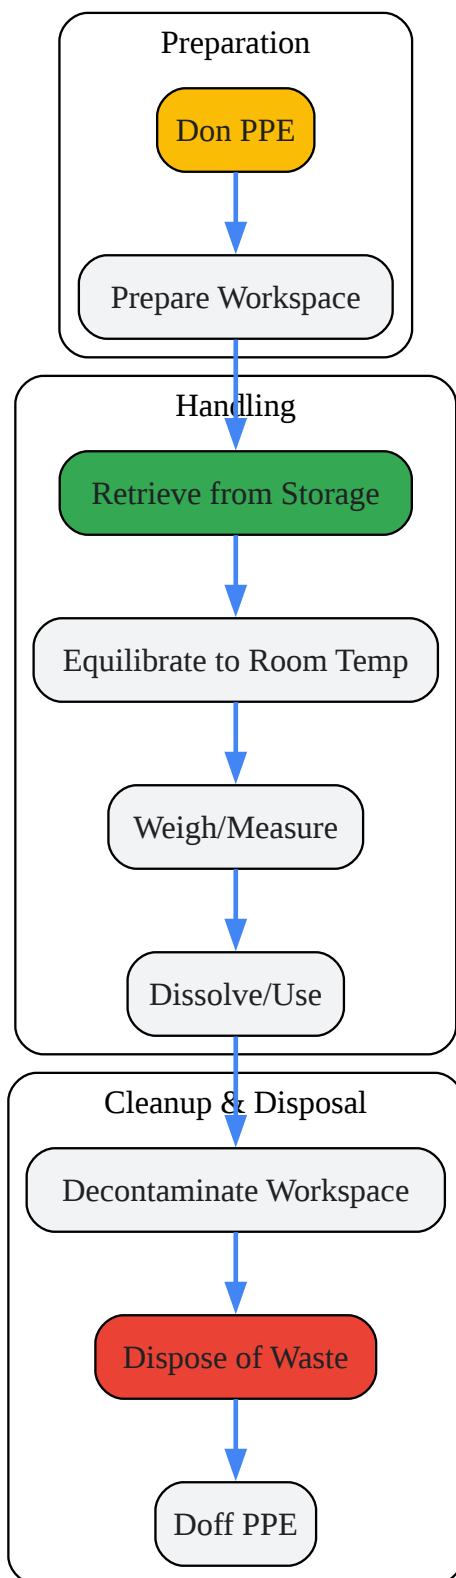 Preparation
Don PPE
Prepare Workspace
Handling
Retrieve from Storage
Equilibrate to Room Temp
Weigh/Measure
Dissolve/Use
Cleanup & Disposal
Decontaminate Workspace
Dispose of Waste
Doff PPE